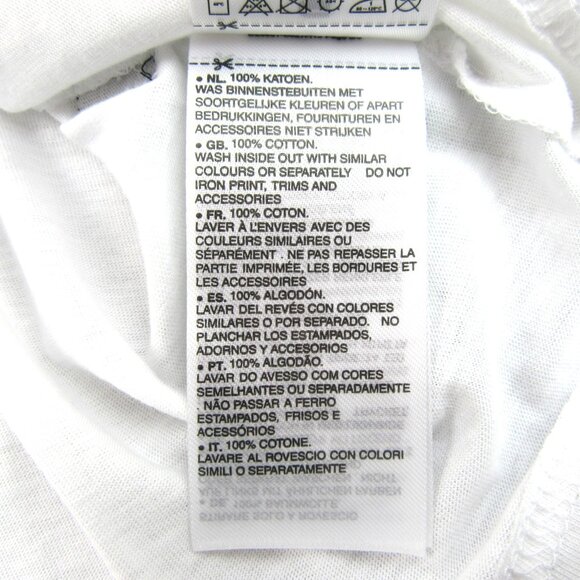 • NL. 100% KATOEN.
WAS BINNENSTEBUITEN MET
SOORTGELIJKE KLEUREN OF APART
BEDRUKKINGEN, FOURNITUREN EN
ACCESSOIRES NIET STRIJKEN
• GB. 100% COTTON.
WASH INSIDE OUT WITH SIMILAR
COLOURS OR SEPARATELY DO NOT
IRON PRINT, TRIMS AND
ACCESSORIES
• FR. 100% COTON.
LAVER À L'ENVERS AVEC DES
COULEURS SIMILAIRES OU
SÉPARÉMENT . NE PAS REPASSER LA
PARTIE IMPRIMÉE, LES BORDURES ET
LES ACCESSOIRES
• ES. 100% ALGODÓN.
LAVAR DEL REVÉS CON COLORES
SIMILARES O POR SEPARADO. NO
PLANCHAR LOS ESTAMPADOS,
ADORNOS Y ACCESORIOS
• PT. 100% ALGODÃO.
LAVAR DO AVESSO COM CORES
SEMELHANTES OU SEPARADAMENTE
. NÃO PASSAR A FERRO
ESTAMPADOS, FRISOS E
ACESSÓRIOS
• IT. 100% COTONE.
LAVARE AL ROVESCIO CON COLORI
SIMILI O SEPARATAMENTE